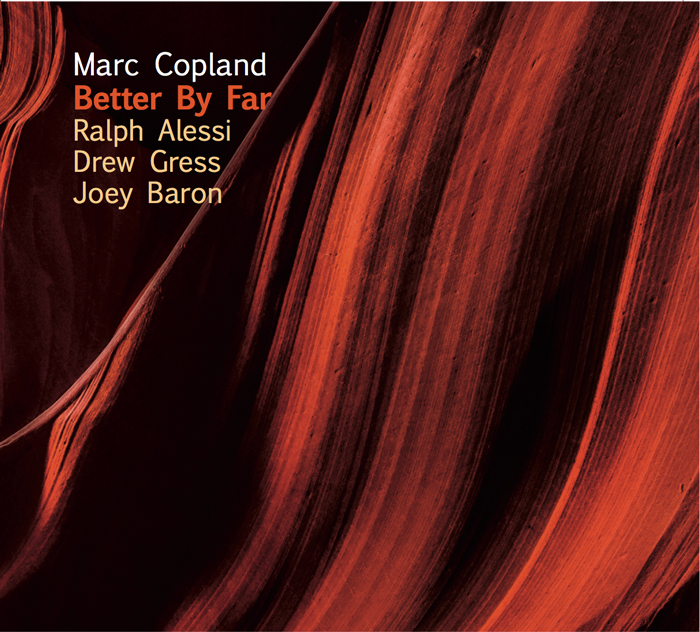 Marc Copland
Better By Far
Ralph Alessi
Drew Gress
Joey Baron